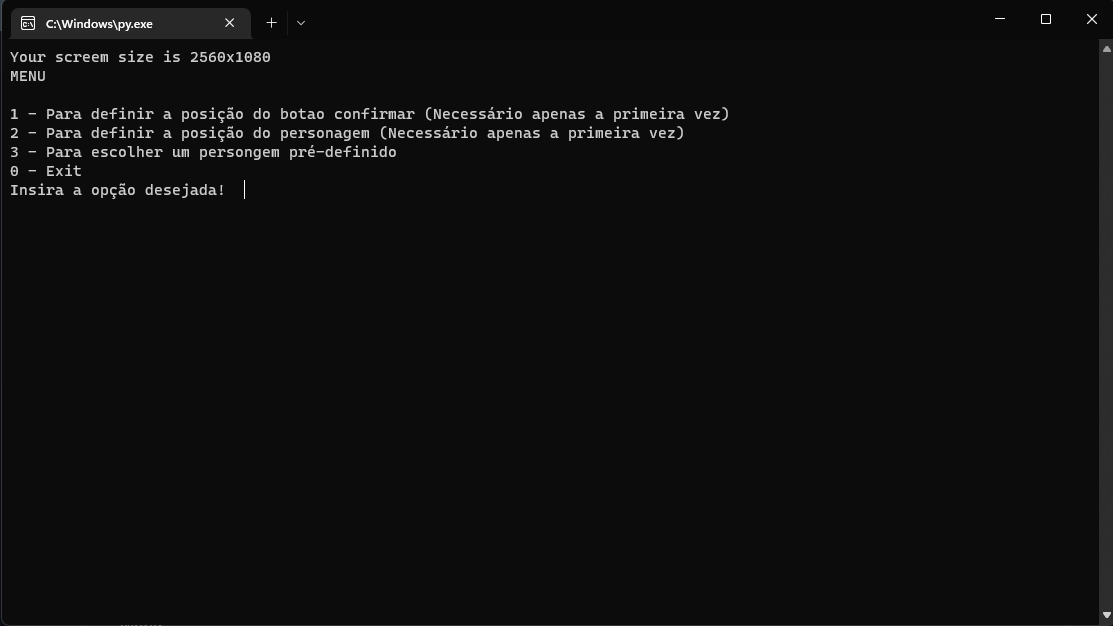 C:\Windows\py.exe
Your screem size is 2560x1080
MENU
1 - Para definir a posição do botao confirmar (Necessário apenas a primeira vez)
2 - Para definir a posição do personagem (Necessário apenas a primeira vez)
3 - Para escolher um persongem pré-definido
0 - Exit
Insira a opção desejada!